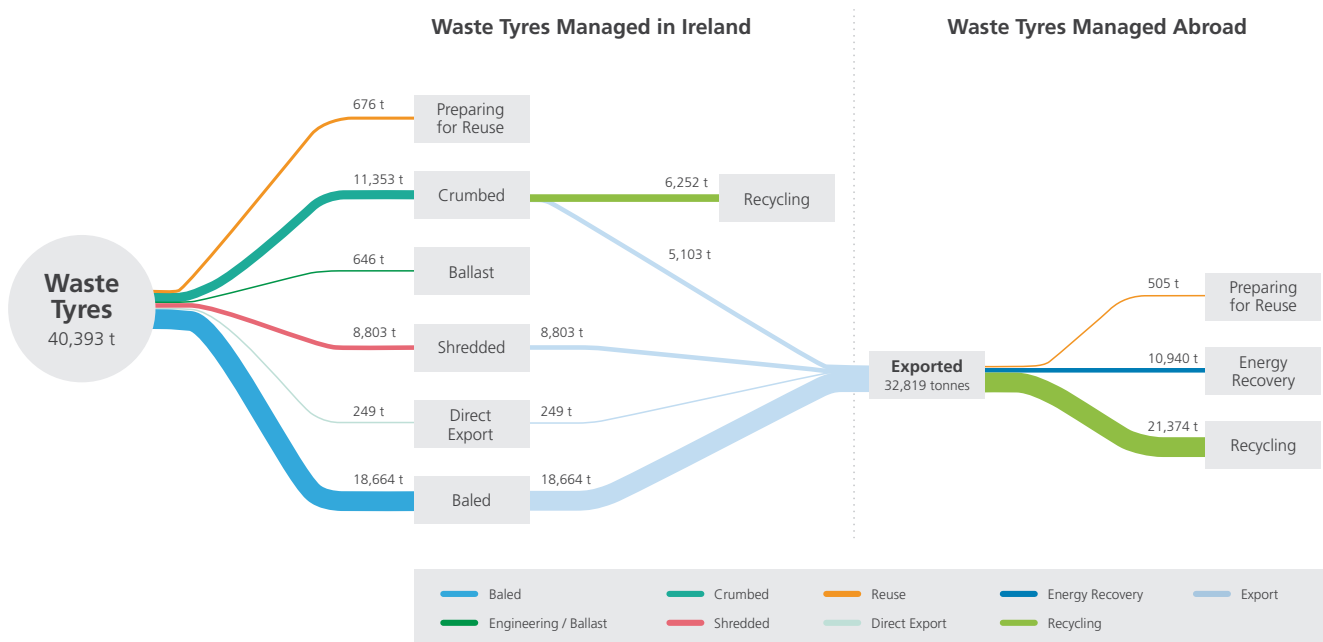 Waste Tyres Managed in Ireland
Waste Tyres Managed Abroad
Waste
Tyres
40,393 t
676 t
Preparing
for Reuse
11,353 t
Crumbed
6,252 t
Recycling
5,103 t
646 t
Ballast
8,803 t
Shredded
8,803 t
249 t
Direct
Export
249 t
18,664 t
Baled
18,664 t
Exported
32,819 tonnes
505 t
Preparing
for Reuse
10,940 t
Energy
Recovery
21,374 t
Recycling
Baled
Crumbed
Reuse
Energy Recovery
Export
Engineering / Ballast
Shredded
Direct Export
Recycling